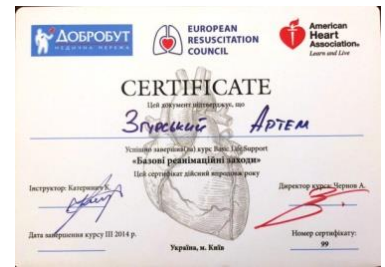 ДОБРОБУТ
МЕДИЧНА МЕРЕЖА
EUROPEAN
RESUSCITATION
COUNCIL
American
Heart
Association®
Learn and Live
CERTIFICATE
Цей документ підтверджує, що
Згурський Артем
Успішно завершив(ла) курс Basic Life Support
«Базові реанімаційні заходи»
Цей сертифікат дійсний впродовж року
Інструктор: Катеринич К.
Директор курсу: Чернов А.
Дата завершення курсу III 2014 р.
Номер сертифікату:
99
Україна, м. Київ